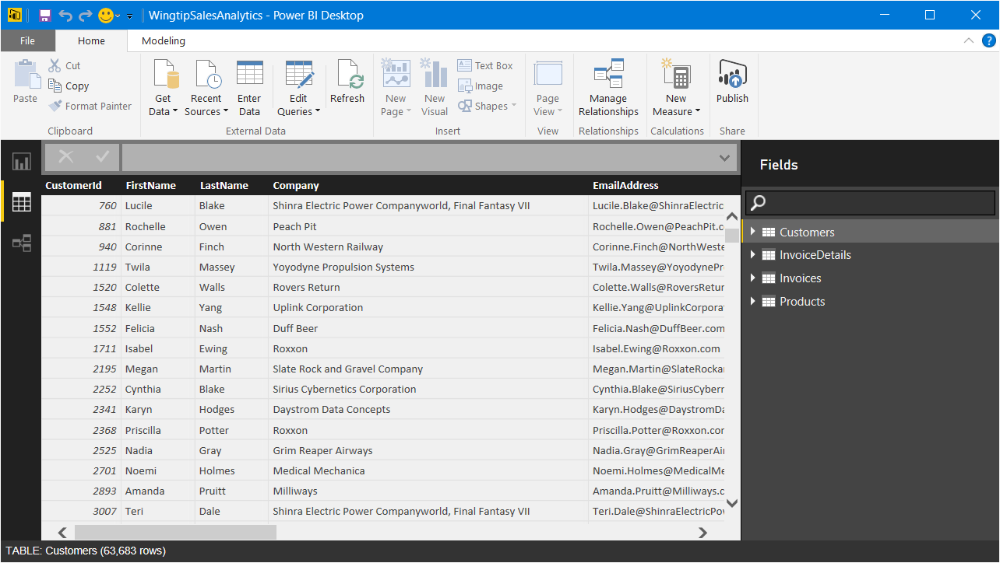 WingtipSalesAnalytics - Power BI Desktop
File Home Modeling ?
Paste Cut Copy Format Painter
Clipboard
Get Data Recent Sources Enter Data Edit Queries Refresh
External Data
New Page New Visual Text Box Image Shapes
Insert
Page View
View
Manage Relationships
Relationships
New Measure
Calculations
Publish
Share
CustomerId FirstName LastName Company EmailAddress
760 Lucile Blake Shinra Electric Power Companyworld, Final Fantasy VII Lucile.Blake@ShinraElectric
881 Rochelle Owen Peach Pit Rochelle.Owen@PeachPit.c
940 Corinne Finch North Western Railway Corinne.Finch@NorthWeste
1119 Twila Massey Yoyodyne Propulsion Systems Twila.Massey@YoyodynePr
1520 Colette Walls Rovers Return Colette.Walls@RoversRetur
1548 Kellie Yang Uplink Corporation Kellie.Yang@UplinkCorporat
1552 Felicia Nash Duff Beer Felicia.Nash@DuffBeer.com
1711 Isabel Ewing Roxxon Isabel.Ewing@Roxxon.com
2195 Megan Martin Slate Rock and Gravel Company Megan.Martin@SlateRocka
2252 Cynthia Blake Sirius Cybernetics Corporation Cynthia.Blake@SiriusCybern
2341 Karyn Hodges Daystrom Data Concepts Karyn.Hodges@DaystromDa
2368 Priscilla Potter Roxxon Priscilla.Potter@Roxxon.com
2525 Nadia Gray Grim Reaper Airways Nadia.Gray@GrimReaperAir
2701 Noemi Holmes Medical Mechanica Noemi.Holmes@MedicalMe
2893 Amanda Pruitt Milliways Amanda.Pruitt@Milliways.c
3007 Teri Dale Shinra Electric Power Companyworld, Final Fantasy VII Teri.Dale@ShinraElectricPov
Fields
Customers
InvoiceDetails
Invoices
Products
TABLE: Customers (63,683 rows)